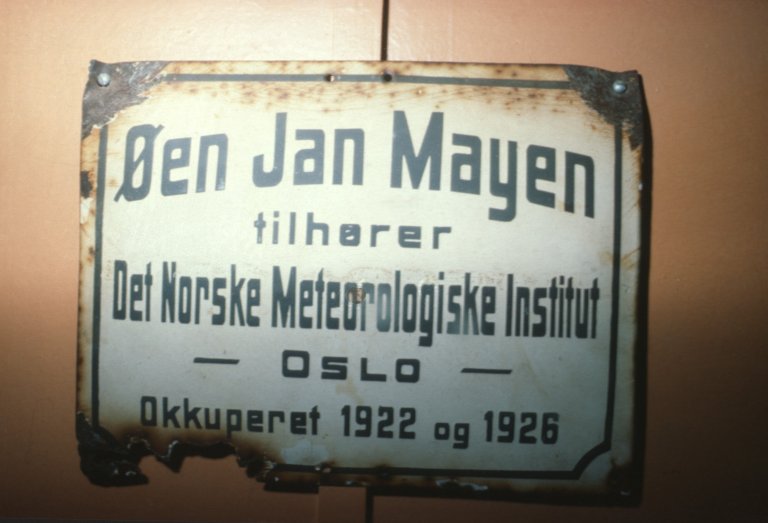 Øen Jan Mayen
tilhører
Det Norske Meteorologiske Institut
— Oslo —
Okkuperet 1922 og 1926